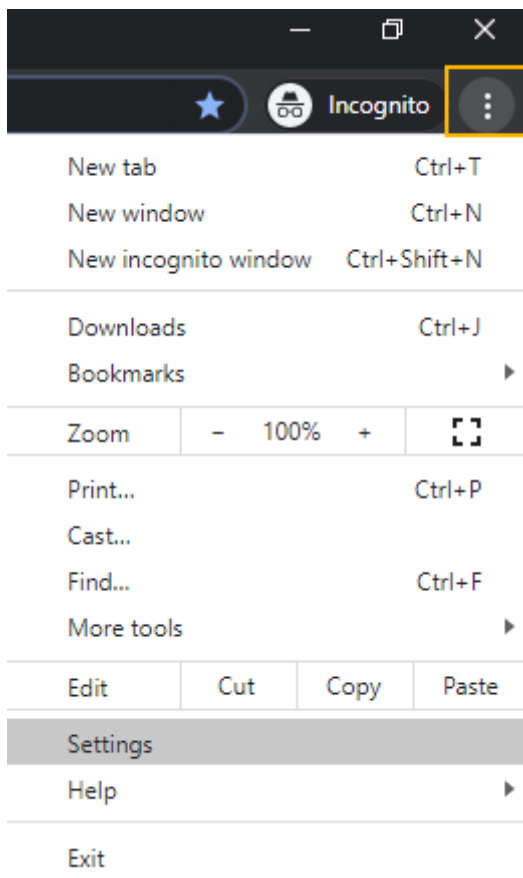 Incognito
New tab Ctrl+T
New window Ctrl+N
New incognito window Ctrl+Shift+N
Downloads Ctrl+J
Bookmarks
Zoom - 100% +
Print... Ctrl+P
Cast...
Find... Ctrl+F
More tools
Edit Cut Copy Paste
Settings
Help
Exit